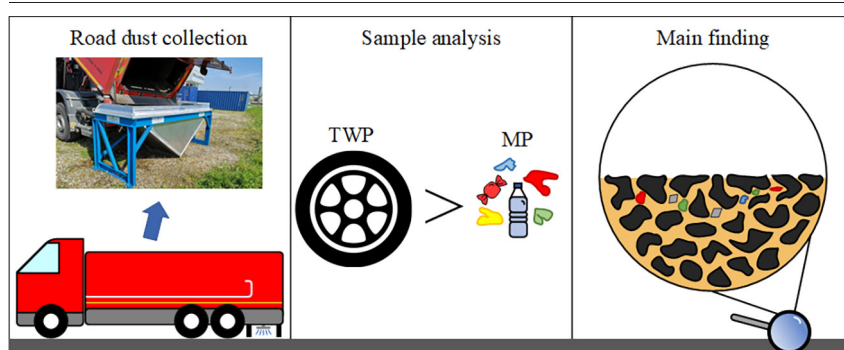 Road dust collection
Sample analysis
Main finding
TWP
MP